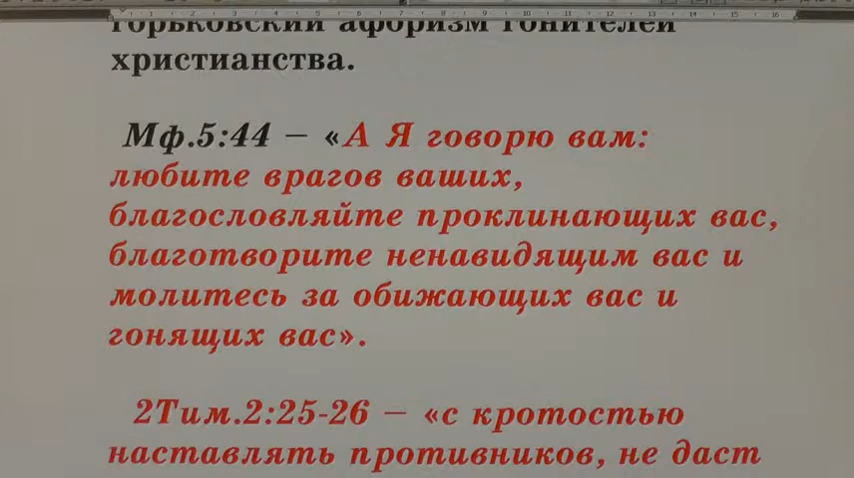 горьковский афоризм гонителей
христианства.
Мф.5:44 – «А Я говорю вам:
любите врагов ваших,
благословляйте проклинающих вас,
благотворите ненавидящим вас и
молитесь за обижающих вас и
гонящих вас».
2Тим.2:25-26 – «с кротостью
наставлять противников, не даст